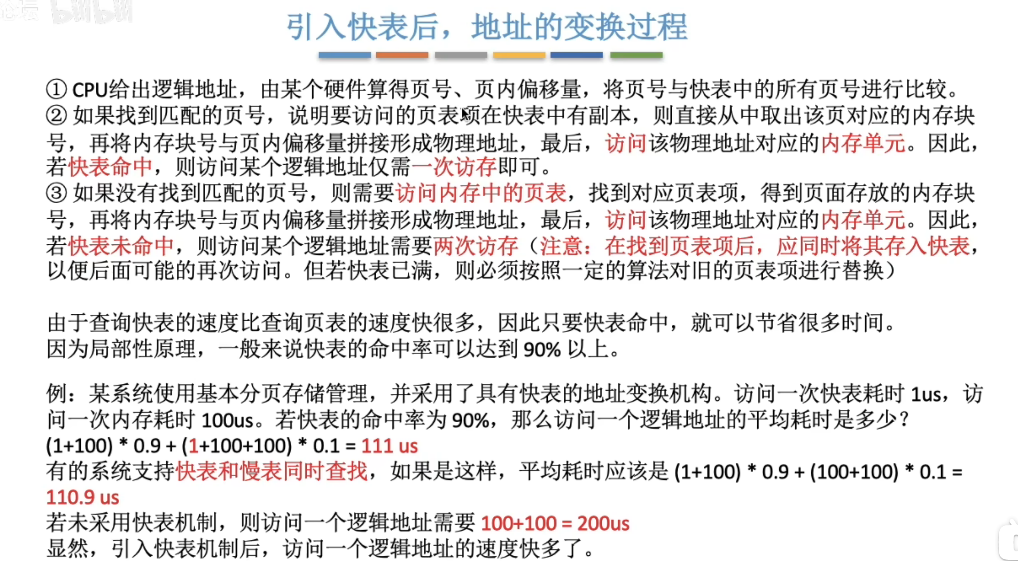 引入快表后，地址的变换过程
① CPU给出逻辑地址，由某个硬件算得页号、页内偏移量，将页号与快表中的所有页号进行比较。
② 如果找到匹配的页号，说明要访问的页表项在快表中有副本，则直接从中取出该页对应的内存块
号，再将内存块号与页内偏移量拼接形成物理地址，最后，访问该物理地址对应的内存单元。因此，
若快表命中，则访问某个逻辑地址仅需一次访存即可。
③ 如果没有找到匹配的页号，则需要访问内存中的页表，找到对应页表项，得到页面存放的内存块
号，再将内存块号与页内偏移量拼接形成物理地址，最后，访问该物理地址对应的内存单元。因此，
若快表未命中，则访问某个逻辑地址需要两次访存（注意：在找到页表项后，应同时将其存入快表，
以便后面可能的再次访问。但若快表已满，则必须按照一定的算法对旧的页表项进行替换）
由于查询快表的速度比查询页表的速度快很多，因此只要快表命中，就可以节省很多时间。
因为局部性原理，一般来说快表的命中率可以达到 90% 以上。
例：某系统使用基本分页存储管理，并采用了具有快表的地址变换机构。访问一次快表耗时 1us，访
问一次内存耗时 100us。若快表的命中率为 90%，那么访问一个逻辑地址的平均耗时是多少？
(1+100) * 0.9 + (1+100+100) * 0.1 = 111 us
有的系统支持快表和慢表同时查找，如果是这样，平均耗时应该是 (1+100) * 0.9 + (100+100) * 0.1 =
110.9 us
若未采用快表机制，则访问一个逻辑地址需要 100+100 = 200us
显然，引入快表机制后，访问一个逻辑地址的速度快多了。